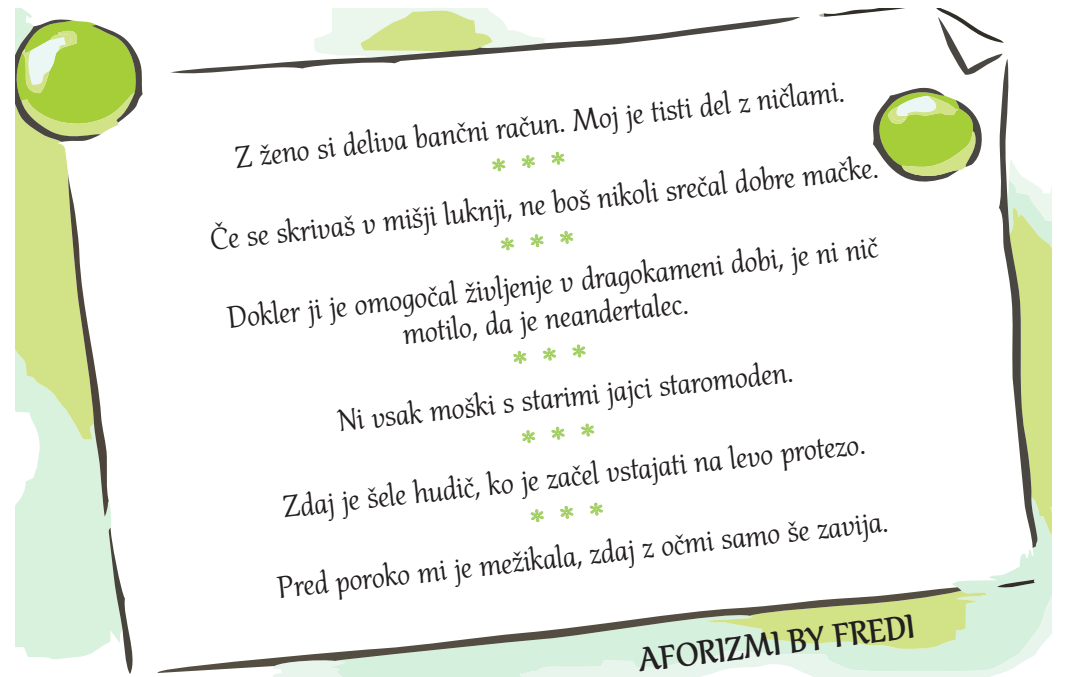 Z ženo si deliva bančni račun. Moj je tisti del z ničlami.
* * *
Če se skrivaš v mišji luknji, ne boš nikoli srečal dobre mačke.
* * *
Dokler ji je omogočal življenje v dragokameni dobi, je ni nič
motilo, da je neandertalec.
* * *
Ni vsak moški s starimi jajci staromoden.
* * *
Zdaj je šele hudič, ko je začel vstajati na levo protezo.
* * *
Pred poroko mi je mežikala, zdaj z očmi samo še zavija.
AFORIZMI BY FREDI